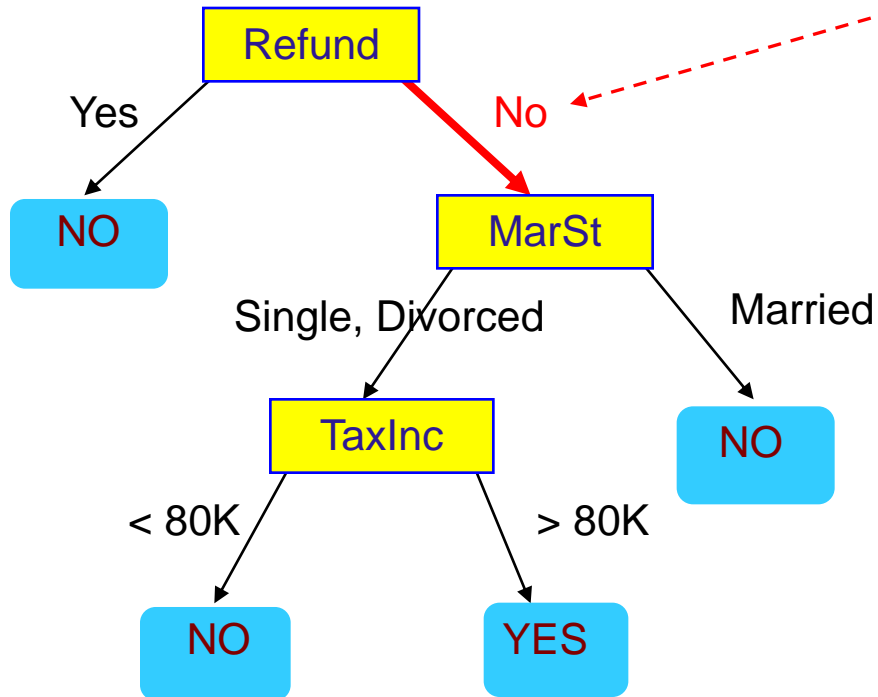 Refund
Yes
No
NO
MarSt
Single, Divorced
Married
TaxInc
NO
< 80K
> 80K
NO
YES